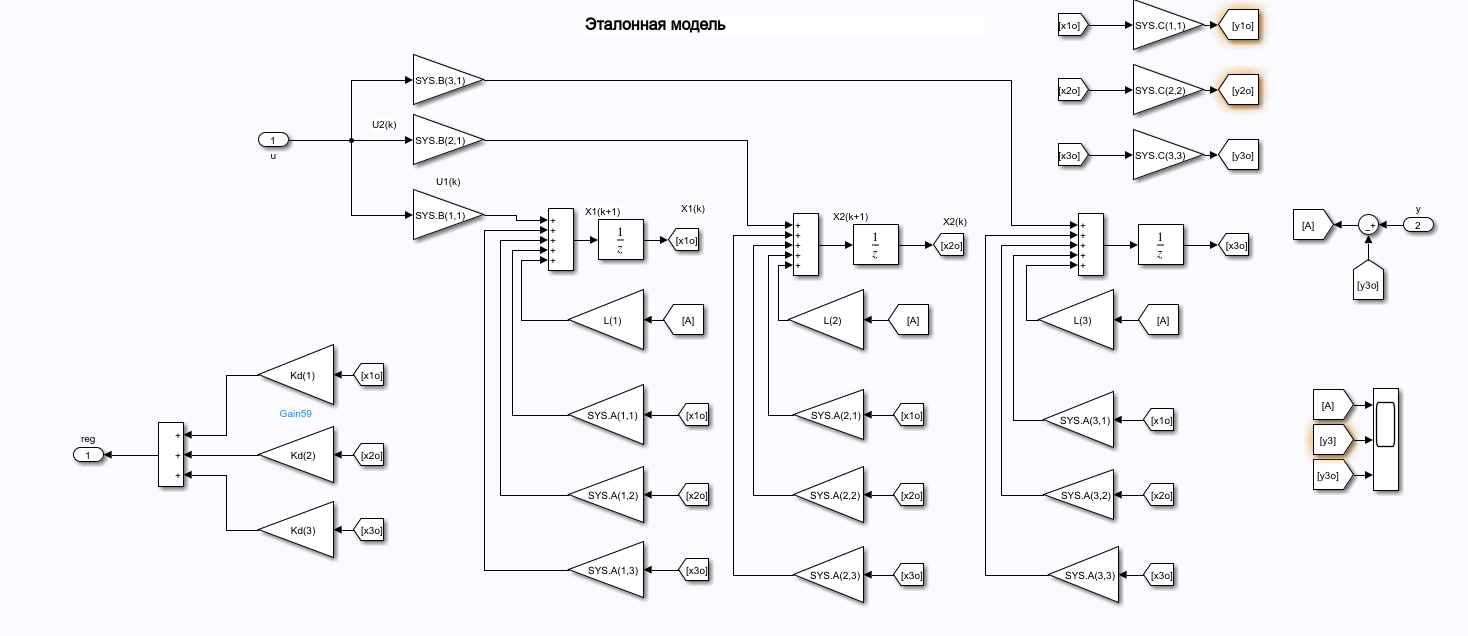 Эталонная модель
[x1o] SYS.C(1,1) [y1o]
SYS.B(3,1)
[x2o] SYS.C(2,2) [y2o]
U2(k)
1 SYS.B(2,1)
u
[x3o] SYS.C(3,3) [y3o]
U1(k)
SYS.B(1,1)
X1(k+1) X1(k)
X2(k+1) X2(k)
y
+ + + + + 1 z [x1o]
+ + + + + 1 z [x2o]
+ + + + + 1 z [x3o]
[A] _ + 2
[y3o]
L(1) [A]
L(2) [A]
L(3) [A]
Kd(1) [x1o]
Gain59
SYS.A(1,1) [x1o]
SYS.A(2,1) [x1o]
SYS.A(3,1) [x1o]
[A]
[y3]
[y3o]
reg
1 + + + Kd(2) [x2o]
SYS.A(1,2) [x2o]
SYS.A(2,2) [x2o]
SYS.A(3,2) [x2o]
Kd(3) [x3o]
SYS.A(1,3) [x3o]
SYS.A(2,3) [x3o]
SYS.A(3,3) [x3o]